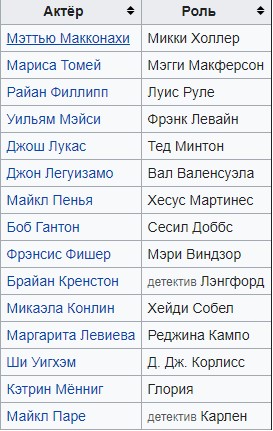 Актёр Роль
Мэттью Макконахи Микки Холлер
Мариса Томей Мэгги Макферсон
Райан Филлипп Луис Руле
Уильям Мэйси Фрэнк Левайн
Джош Лукас Тед Минтон
Джон Легуизамо Вал Валенсуэла
Майкл Пенья Хесус Мартинес
Боб Гантон Сесил Доббс
Фрэнсис Фишер Мэри Виндзор
Брайан Кренстон детектив Лэнгфорд
Микаэла Конлин Хейди Собел
Маргарита Левиева Реджина Кампо
Ши Уигхэм Д. Дж. Корлисс
Кэтрин Мённиг Глория
Майкл Паре детектив Карлен